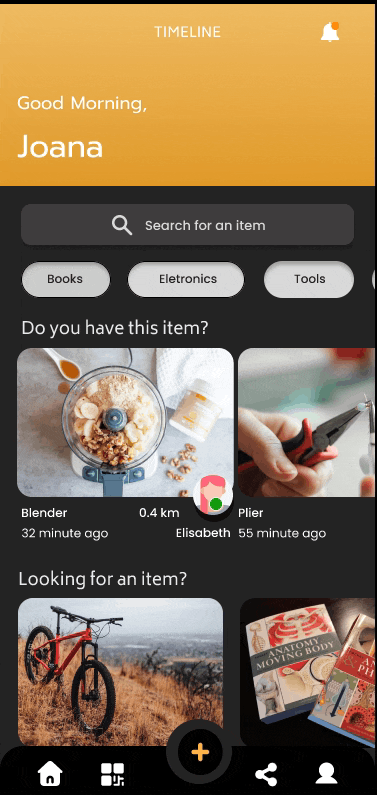 TIMELINE
Good Morning,
Joana
Search for an item
Books
Eletronics
Tools
Do you have this item?
Blender
0.4 km
Plier
32 minute ago
Elisabeth
55 minute ago
Looking for an item?
ANATOMY
MOVING BODY